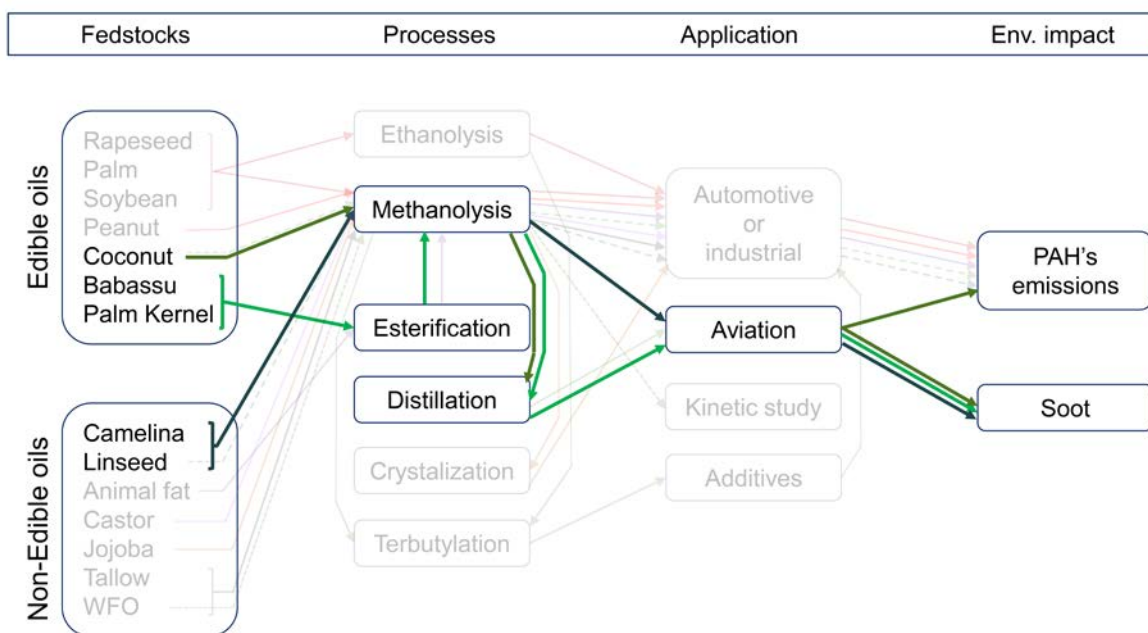 Fedstocks
Processes
Application
Env. impact
Edible oils
Rapeseed
Palm
Soybean
Peanut
Coconut
Babassu
Palm Kernel
Non-Edible oils
Camelina
Linseed
Animal fat
Castor
Jojoba
Tallow
WFO
Ethanolysis
Methanolysis
Esterification
Distillation
Crystalization
Terbutylation
Automotive
or
industrial
Aviation
Kinetic study
Additives
PAH's
emissions
Soot